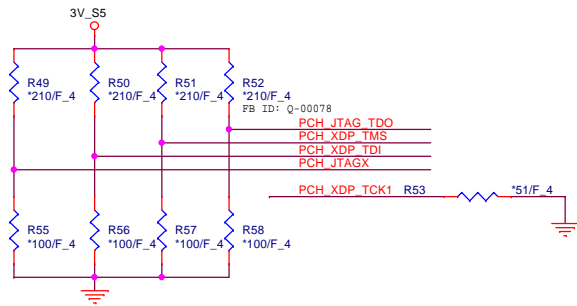 3V_S5
R49 R50 R51 R52
*210/F_4 *210/F_4 *210/F_4 *210/F_4
FB ID: Q-00078
PCH_JTAG_TDO
PCH_XDP_TMS
PCH_XDP_TDI
PCH_JTAGX
PCH_XDP_TCK1 R53 *51/F_4
R55 R56 R57 R58
*100/F_4 *100/F_4 *100/F_4 *100/F_4